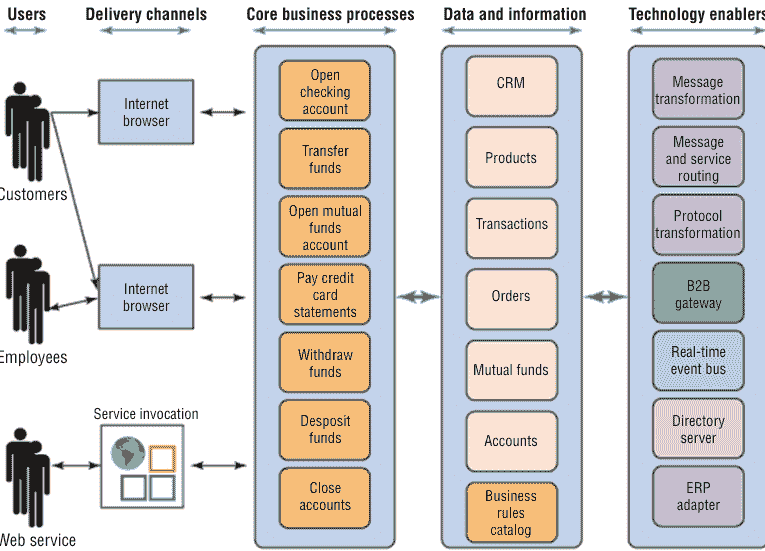 Users
Delivery channels
Core business processes
Data and information
Technology enablers
Customers
Employees
Web service
Internet
browser
Internet
browser
Service invocation
Open
checking
account
Transfer
funds
Open mutual
funds
account
Pay credit
card
statements
Withdraw
funds
Desposit
funds
Close
accounts
CRM
Products
Transactions
Orders
Mutual funds
Accounts
Business
rules
catalog
Message
transformation
Message
and service
routing
Protocol
transformation
B2B
gateway
Real-time
event bus
Directory
server
ERP
adapter